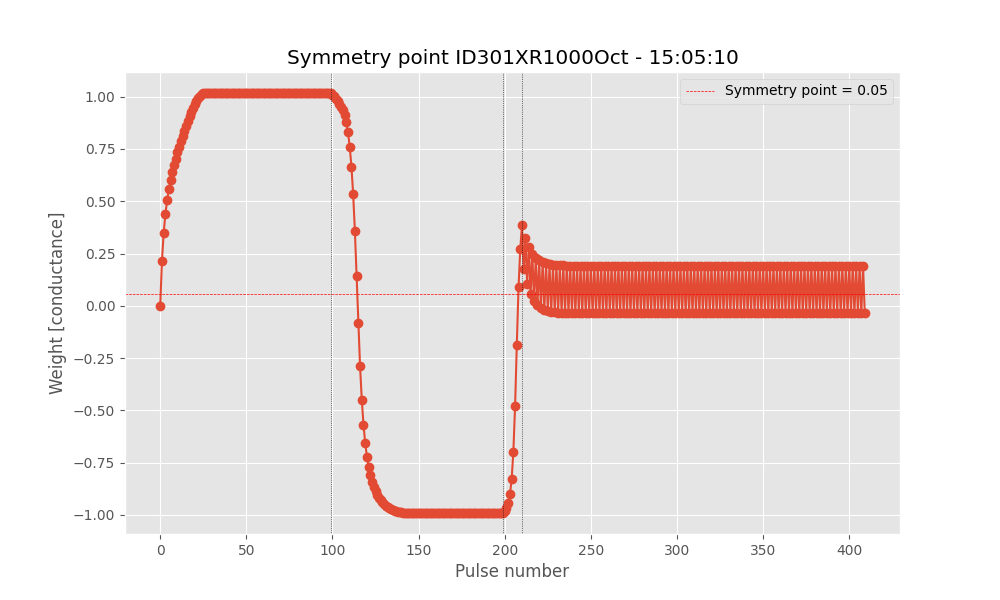 Symmetry point ID301XR1000Oct - 15:05:10
Symmetry point = 0.05
1.00
0.75
0.50
0.25
0.00
−0.25
−0.50
−0.75
−1.00
Weight [conductance]
0 50 100 150 200 250 300 350 400
Pulse number